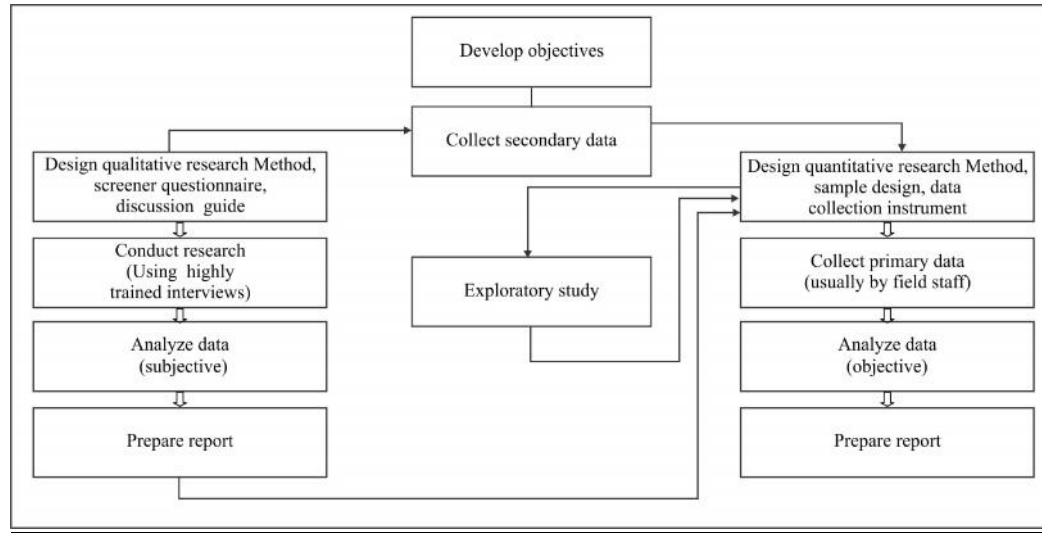 Develop objectives
Collect secondary data
Design qualitative research Method,
screener questionnaire,
discussion guide
Conduct research
(Using highly
trained interviews)
Analyze data
(subjective)
Prepare report
Exploratory study
Design quantitative research Method,
sample design, data
collection instrument
Collect primary data
(usually by field staff)
Analyze data
(objective)
Prepare report